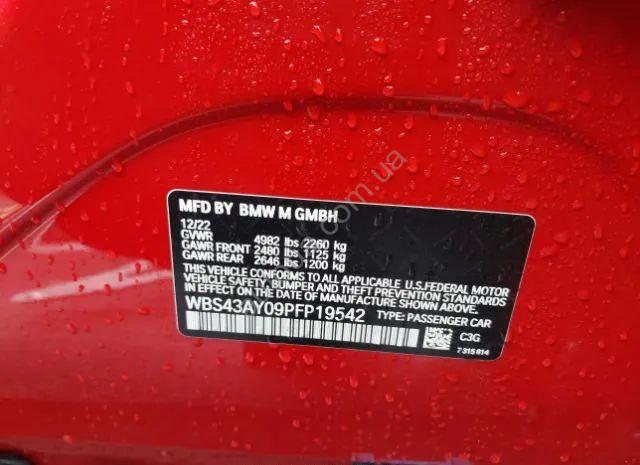 MFD BY BMW M GMBH
12/22
GVWR 4982 lbs 2260 kg
GAWR FRONT 2480 lbs 1125 kg
GAWR REAR 2646 lbs 1200 kg
THIS VEHICLE CONFORMS TO ALL APPLICABLE U.S.FEDERAL MOTOR
VEHICLE SAFETY, BUMPER AND THEFT PREVENTION STANDARDS
IN EFFECT ON THE DATE OF MANUFACTURE SHOWN ABOVE.
WBS43AY09PFP19542 TYPE: PASSENGER CAR
C3G
7 315 814
.com.ua